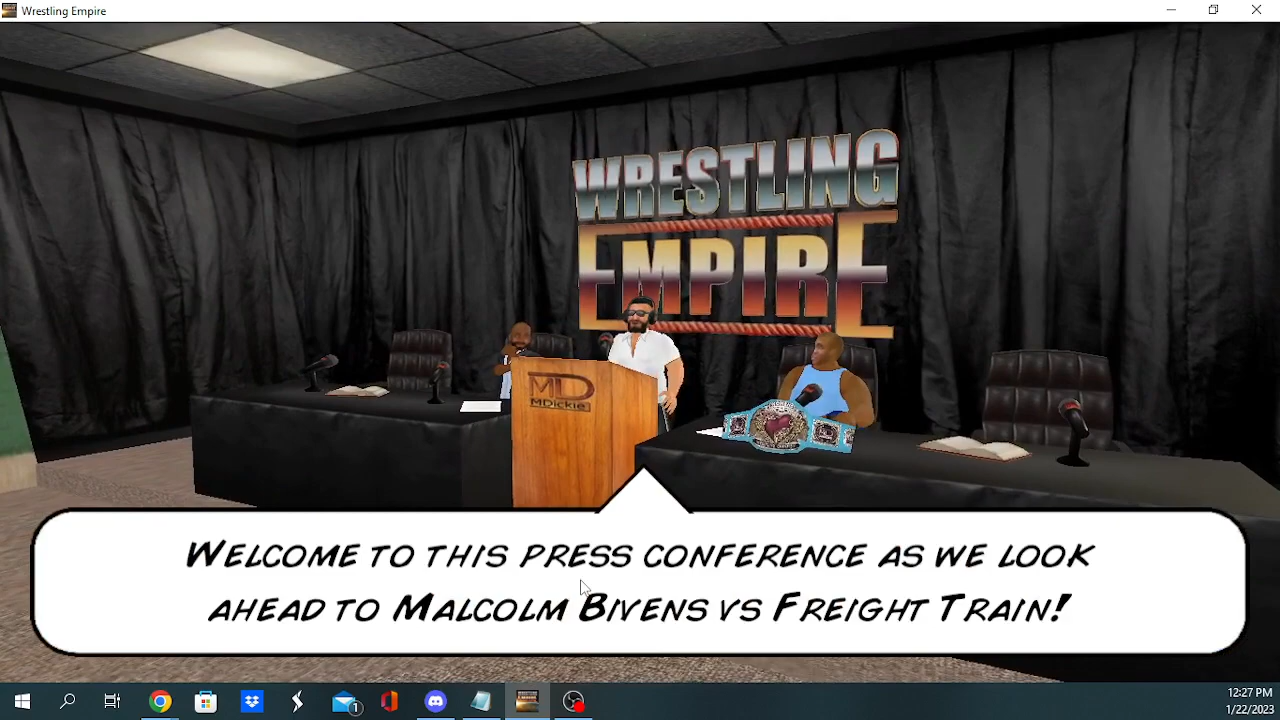 Wrestling Empire
WRESTLING
EMPIRE
MD
MDickie
WELCOME TO THIS PRESS CONFERENCE AS WE LOOK
AHEAD TO MALCOLM BIVENS VS FREIGHT TRAIN!
1
12:27 PM
1/22/2023